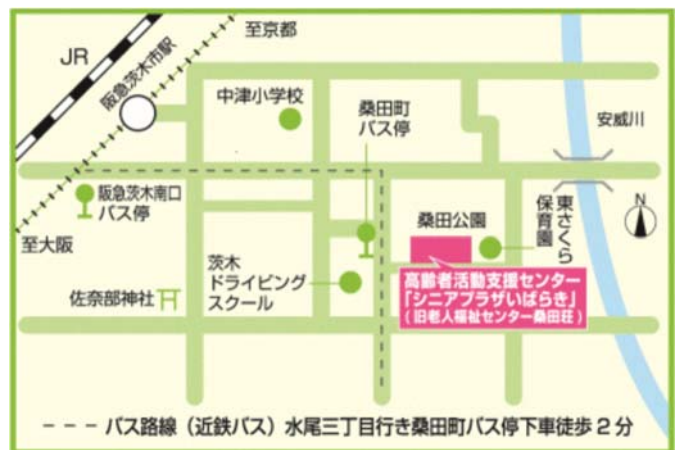 至京都
JR
阪急茨木市駅
中津小学校
桑田町
バス停
安威川
阪急茨木南口
バス停
桑田公園
東さくら
保育園
N
至大阪
茨木
ドライビング
スクール
佐奈部神社
高齢者活動支援センター
「シニアプラザいばらき」
(旧老人福祉センター桑田荘)
バス路線(近鉄バス)水尾三丁目行き桑田町バス停下車徒歩2分